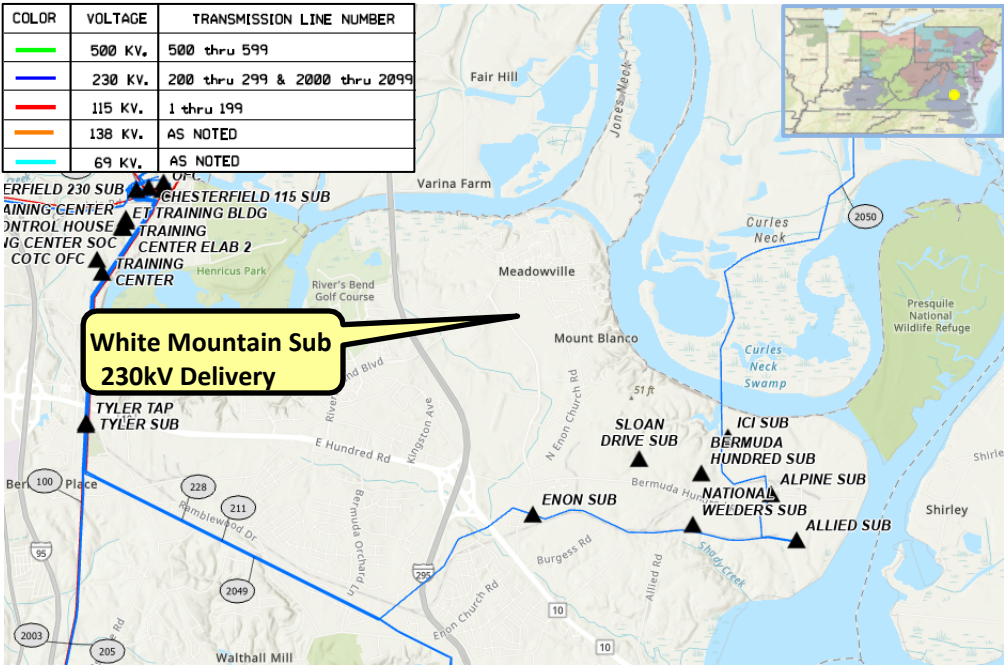 COLOR VOLTAGE TRANSMISSION LINE NUMBER
500 KV. 500 thru 599
230 KV. 200 thru 299 & 2000 thru 2099
115 KV. 1 thru 199
138 KV. AS NOTED
69 KV. AS NOTED
Fair Hill
Jones Neck
Varina Farm
OFC
ERFIELD 230 SUB
CHESTERFIELD 115 SUB
AINING CENTER
ET TRAINING BLDG
ONTROL HOUSE
TRAINING
NG CENTER SOC
CENTER ELAB 2
COTC OFC
TRAINING
CENTER
Henricus Park
River's Bend
Golf Course
Meadowville
Mount Blanco
Curles
Neck
2050
Presquile
National
Wildlife Refuge
Curles
Neck
Swamp
White Mountain Sub
230kV Delivery
Blvd
TYLER TAP
TYLER SUB
E Hundred Rd
Kingston Ave
N Enon Church Rd
51 ft
SLOAN
DRIVE SUB
ICI SUB
BERMUDA
HUNDRED SUB
Bermuda
ALPINE SUB
NATIONAL
WELDERS SUB
ALLIED SUB
ENON SUB
Shirley
100
Place
228
211
Ramblewood Dr
2049
Bermuda Orchard Ln
95
295
Burgess Rd
Enon Church Rd
Allied Rd
Shady Creek
10
10
2003
205
Walthall Mill